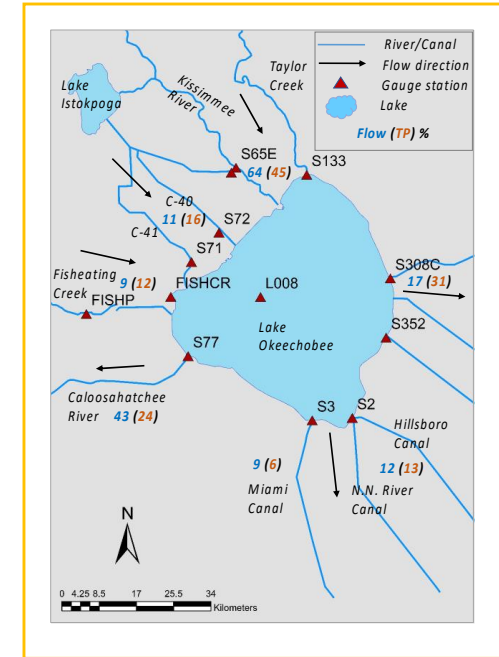 River/Canal
Flow direction
Gauge station
Lake
Flow (TP) %
Taylor
Creek
Lake
Istokpoga
Kissimmee
River
S65E
64 (45)
S133
C-40
11 (16)
C-41
S72
S71
9 (12)
Fisheating
Creek
FISHP
FISHCR
L008
S308C
17 (31)
S352
Lake
Okeechobee
S77
Caloosahatchee
River 43 (24)
S3
S2
Hillsboro
Canal
9 (6)
12 (13)
Miami
Canal
N.N. River
Canal
N
0 4.25 8.5 17 25.5 34
Kilometers